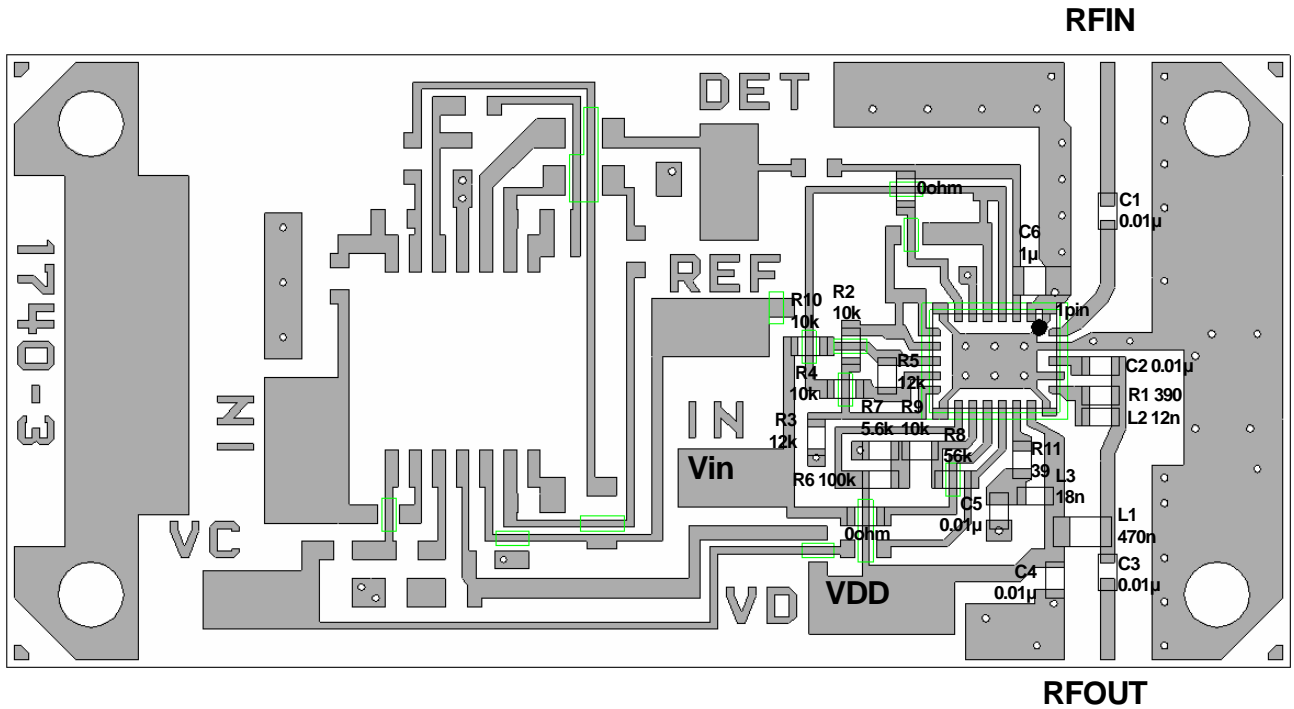 RFIN
DET
0ohm
C1
0.01µ
C6
1µ
REF
R10
10k
R2
10k
1pin
1740-3
R4
10k
R5
12k
C2 0.01µ
R1 390
L2 12n
IN
IN
R3
12k
R7
5.6k
R9
10k
R8
56k
Vin
R6 100k
R11
39
L3
18n
C5
0.01µ
L1
470n
VC
0ohm
C4
0.01µ
C3
0.01µ
VDD
VD
RFOUT